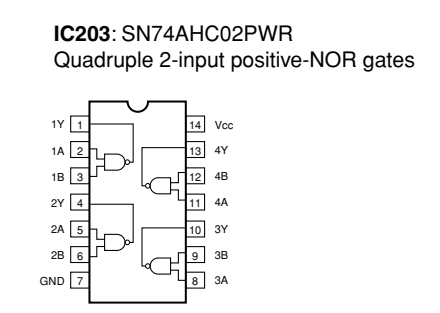 IC203: SN74AHC02PWR
Quadruple 2-input positive-NOR gates
1Y 1 14 Vcc
1A 2 13 4Y
1B 3 12 4B
2Y 4 11 4A
2A 5 10 3Y
2B 6 9 3B
GND 7 8 3A